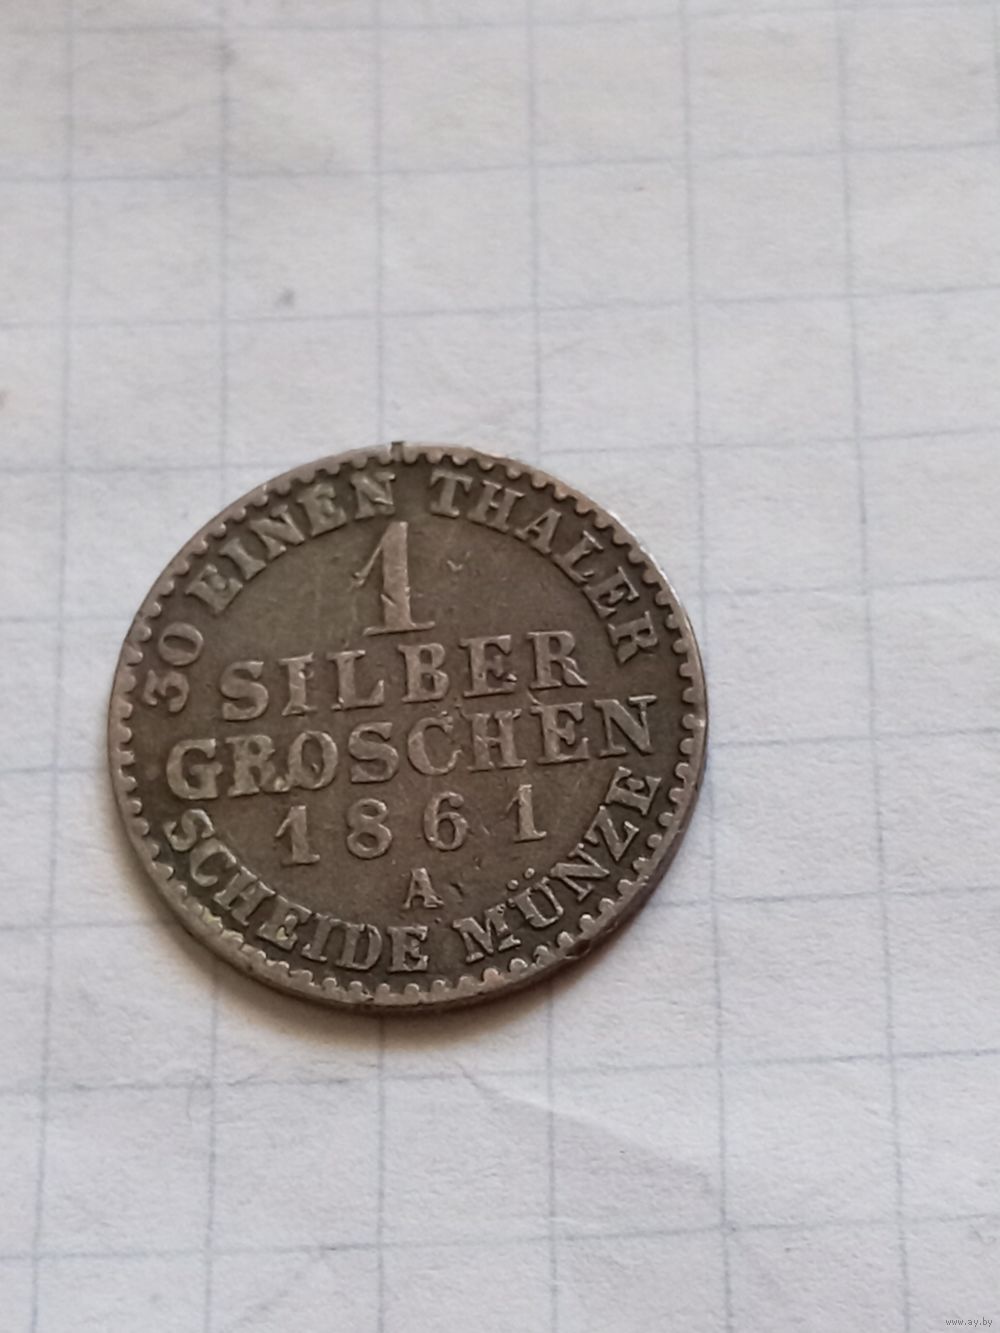 30 EINEN THALER
1
SILBER
GROSCHEN
1861
A
SCHEIDE MÜNZE
www.ay.by